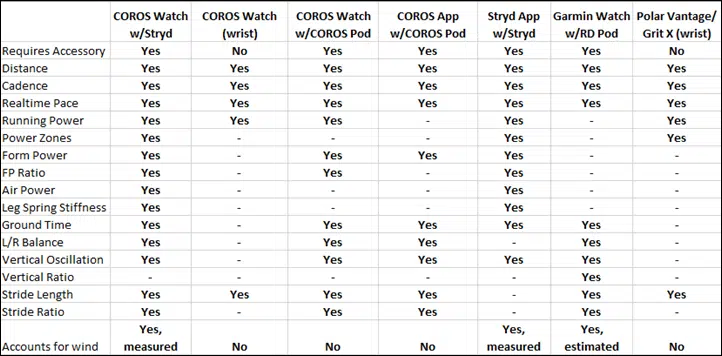 COROS Watch COROS Watch COROS Watch COROS App Stryd App Garmin Watch Polar Vantage/
w/Stryd (wrist) w/COROS Pod w/COROS Pod w/Stryd w/RD Pod Grit X (wrist)
Requires Accessory Yes No Yes Yes Yes Yes No
Distance Yes Yes Yes Yes Yes Yes Yes
Cadence Yes Yes Yes Yes Yes Yes Yes
Realtime Pace Yes Yes Yes Yes Yes Yes Yes
Running Power Yes Yes Yes - Yes - Yes
Power Zones Yes - - - Yes - Yes
Form Power Yes - Yes Yes Yes - -
FP Ratio Yes - Yes - Yes - -
Air Power Yes - - - Yes - -
Leg Spring Stiffness Yes - - - Yes - -
Ground Time Yes - Yes Yes Yes Yes -
L/R Balance Yes - Yes Yes - Yes -
Vertical Oscillation Yes - Yes Yes Yes Yes -
Vertical Ratio - - - - - Yes -
Stride Length Yes Yes Yes Yes - Yes Yes
Stride Ratio Yes - Yes Yes - Yes -
Yes, Yes, Yes,
Accounts for wind measured No No No measured estimated No